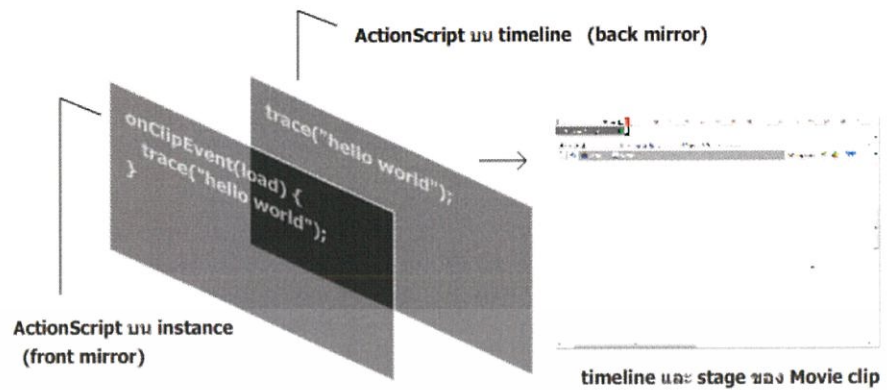 ActionScript บน timeline (back mirror)
trace("hello world");
onClipEvent(load) {
trace("hello world");
}
ActionScript บน instance
(front mirror)
timeline และ stage ของ Movie clip